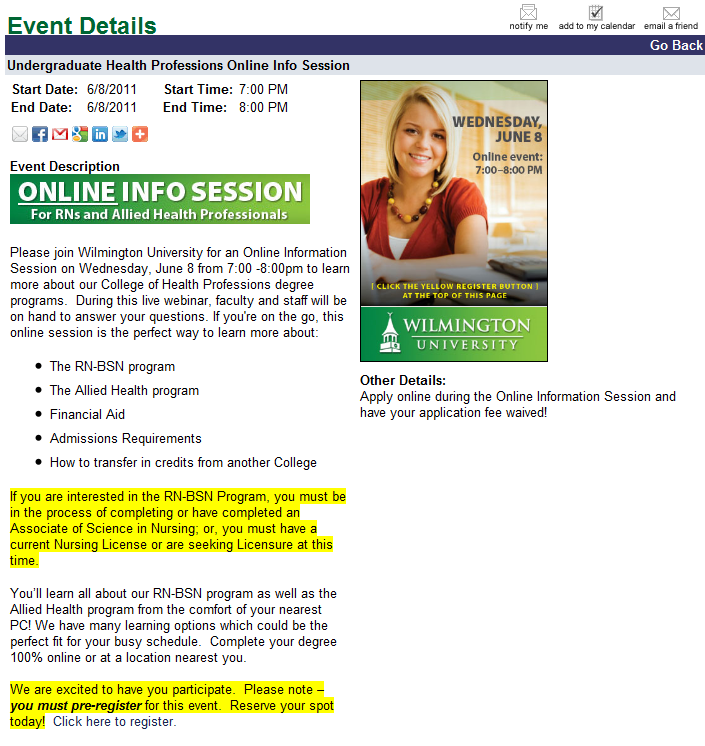 Event Details
notify me
add to my calendar
email a friend
Go Back
Undergraduate Health Professions Online Info Session
Start Date: 6/8/2011 Start Time: 7:00 PM
End Date: 6/8/2011 End Time: 8:00 PM
Event Description
ONLINE INFO SESSION
For RNs and Allied Health Professionals
Please join Wilmington University for an Online Information
Session on Wednesday, June 8 from 7:00 -8:00pm to learn
more about our College of Health Professions degree
programs.  During this live webinar, faculty and staff will be
on hand to answer your questions. If you're on the go, this
online session is the perfect way to learn more about:
• The RN-BSN program
• The Allied Health program
• Financial Aid
• Admissions Requirements
• How to transfer in credits from another College
If you are interested in the RN-BSN Program, you must be
in the process of completing or have completed an
Associate of Science in Nursing; or, you must have a
current Nursing License or are seeking Licensure at this
time.
You'll learn all about our RN-BSN program as well as the
Allied Health program from the comfort of your nearest
PC! We have many learning options which could be the
perfect fit for your busy schedule.  Complete your degree
100% online or at a location nearest you.
We are excited to have you participate.  Please note –
you must pre-register for this event.  Reserve your spot
today!  Click here to register.
WEDNESDAY,
JUNE 8
Online event:
7:00–8:00 PM
( CLICK THE YELLOW REGISTER BUTTON )
AT THE TOP OF THIS PAGE
WILMINGTON
UNIVERSITY
Other Details:
Apply online during the Online Information Session and
have your application fee waived!